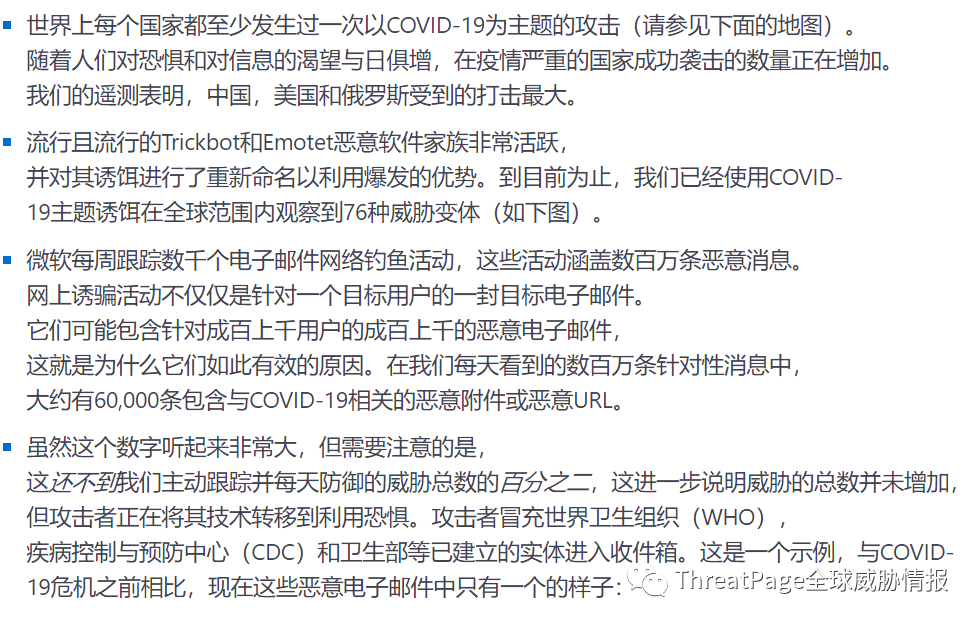 世界上每个国家都至少发生过一次以COVID-19为主题的攻击（请参见下面的地图）。
随着人们对恐惧和对信息的渴望与日俱增，在疫情严重的国家成功袭击的数量正在增加。
我们的遥测表明，中国，美国和俄罗斯受到的打击最大。
流行且流行的Trickbot和Emotet恶意软件家族非常活跃，
并对其诱饵进行了重新命名以利用爆发的优势。到目前为止，我们已经使用COVID-
19主题诱饵在全球范围内观察到76种威胁变体（如下图）。
微软每周跟踪数千个电子邮件网络钓鱼活动，这些活动涵盖数百万条恶意消息。
网上诱骗活动不仅仅是针对一个目标用户的一封目标电子邮件。
它们可能包含针对成百上千用户的成百上千的恶意电子邮件，
这就是为什么它们如此有效的原因。在我们每天看到的数百万条针对性消息中，
大约有60,000条包含与COVID-19相关的恶意附件或恶意URL。
虽然这个数字听起来非常大，但需要注意的是，
这还不到我们主动跟踪并每天防御的威胁总数的百分之二，这进一步说明威胁的总数并未增加，
但攻击者正在将其技术转移到利用恐惧。攻击者冒充世界卫生组织（WHO），
疾病控制与预防中心（CDC）和卫生部等已建立的实体进入收件箱。这是一个示例，与COVID-
19危机之前相比，现在这些恶意电子邮件中只有一个的样子：
ThreatPage全球威胁情报